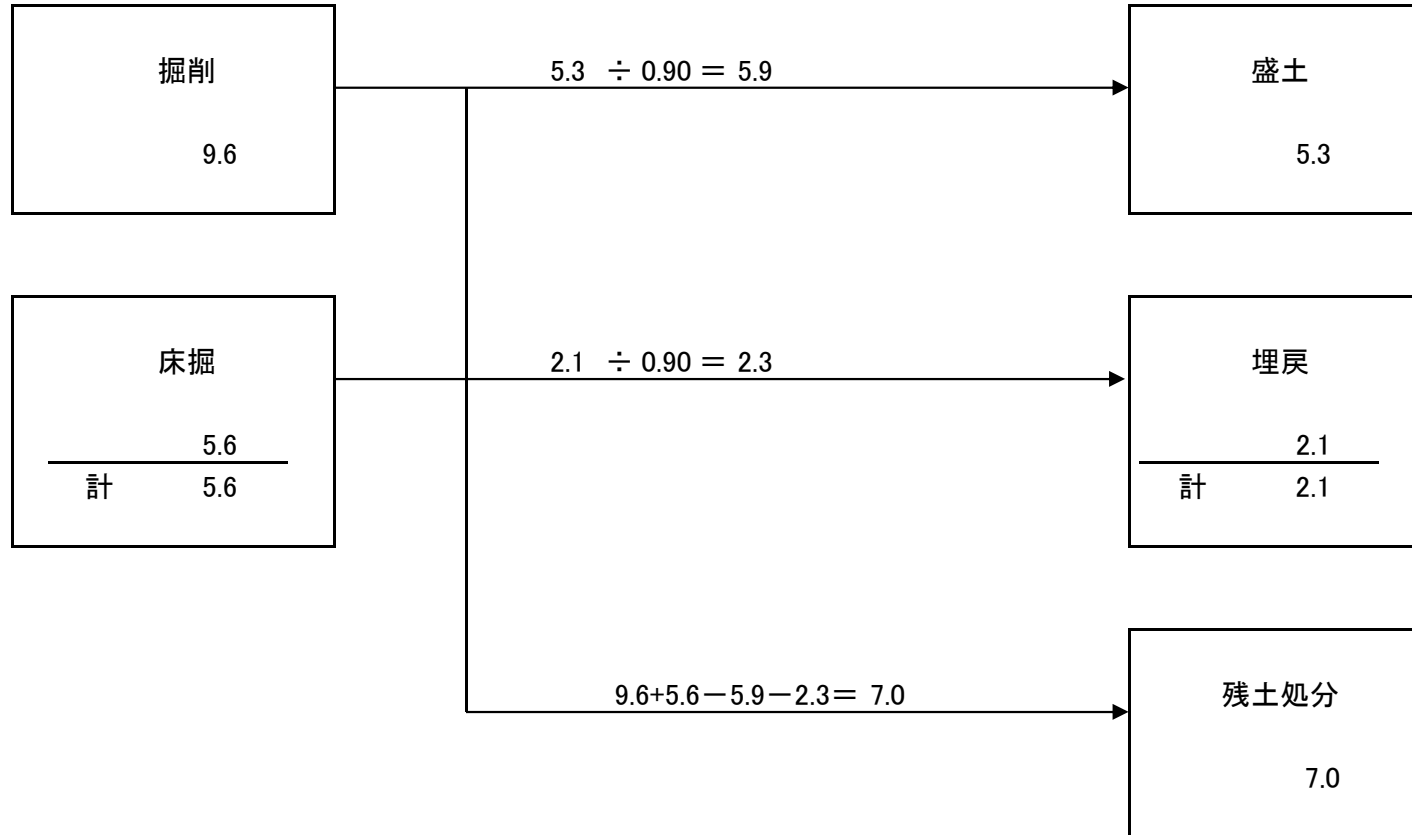 掘削
5.3 ÷ 0.90 = 5.9
盛土
9.6
5.3
床掘
2.1 ÷ 0.90 = 2.3
埋戻
5.6
2.1
計 5.6
計 2.1
9.6+5.6－5.9－2.3＝ 7.0
残土処分
7.0